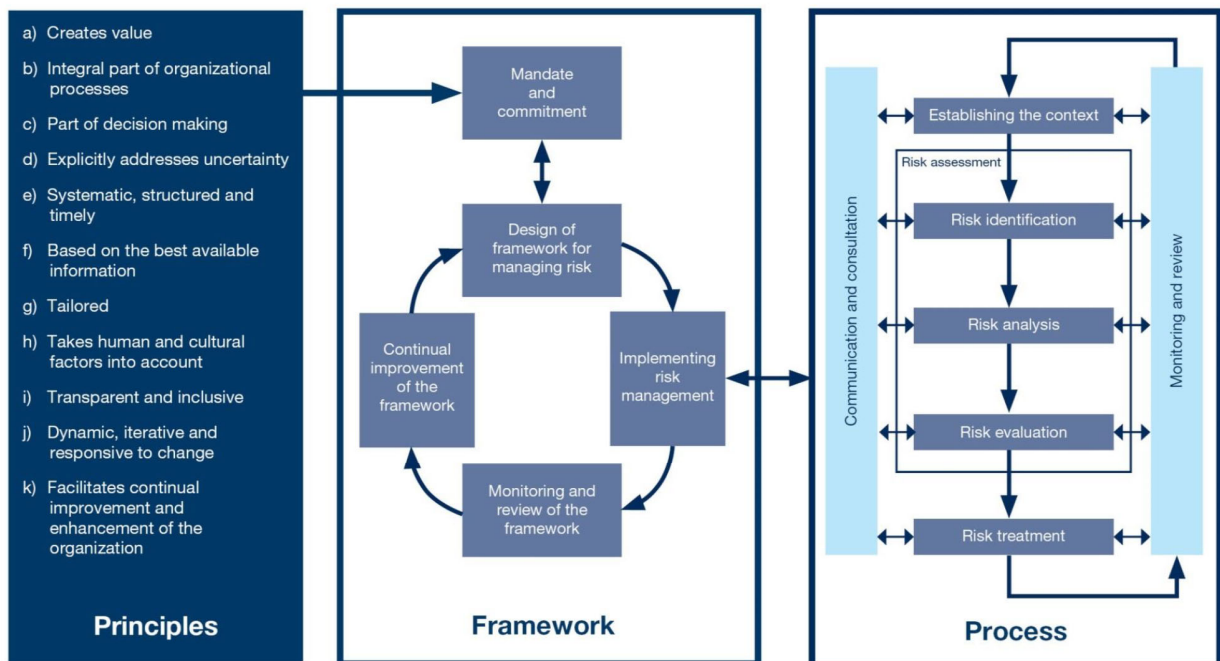 a) Creates value
b) Integral part of organizational
processes
c) Part of decision making
d) Explicitly addresses uncertainty
e) Systematic, structured and
timely
f) Based on the best available
information
g) Tailored
h) Takes human and cultural
factors into account
i) Transparent and inclusive
j) Dynamic, iterative and
responsive to change
k) Facilitates continual
improvement and
enhancement of the
organization
Principles
Mandate
and
commitment
Design of
framework for
managing risk
Implementing
risk
management
Monitoring and
review of the
framework
Continual
improvement
of the
framework
Framework
Communication and consultation
Establishing the context
Risk assessment
Risk identification
Risk analysis
Risk evaluation
Risk treatment
Monitoring and review
Process